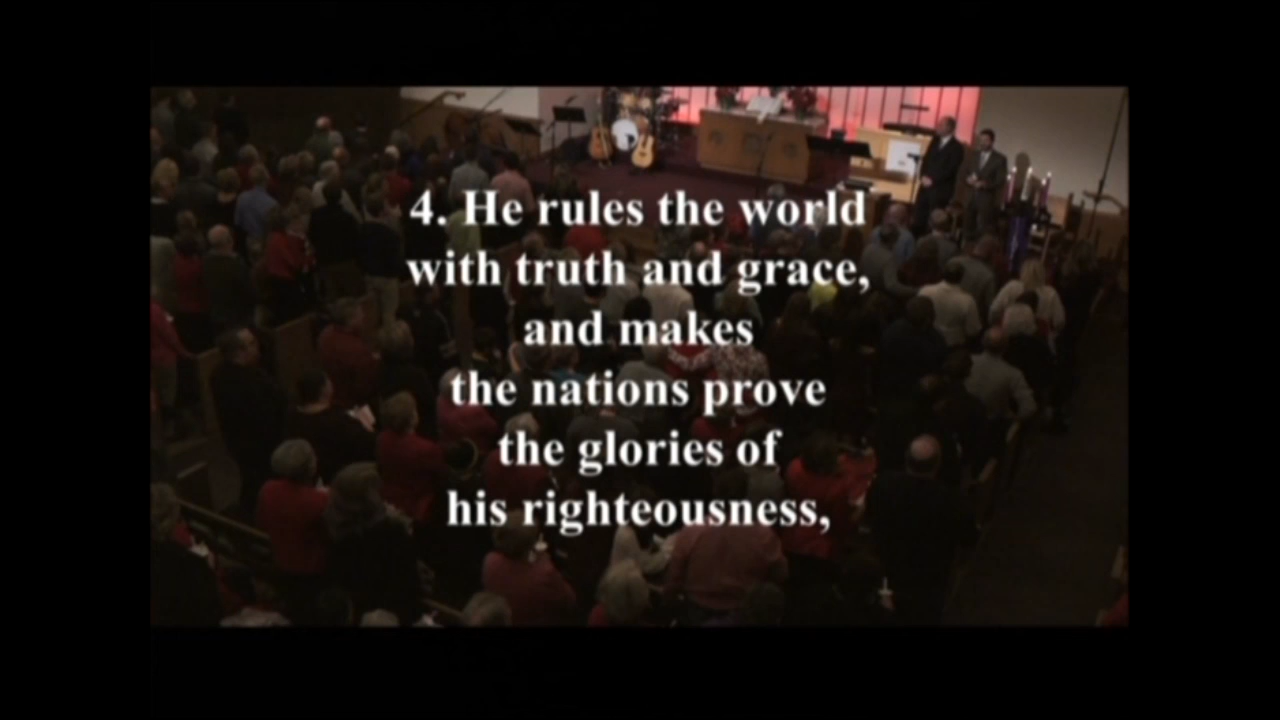 4. He rules the world
with truth and grace,
and makes
the nations prove
the glories of
his righteousness,